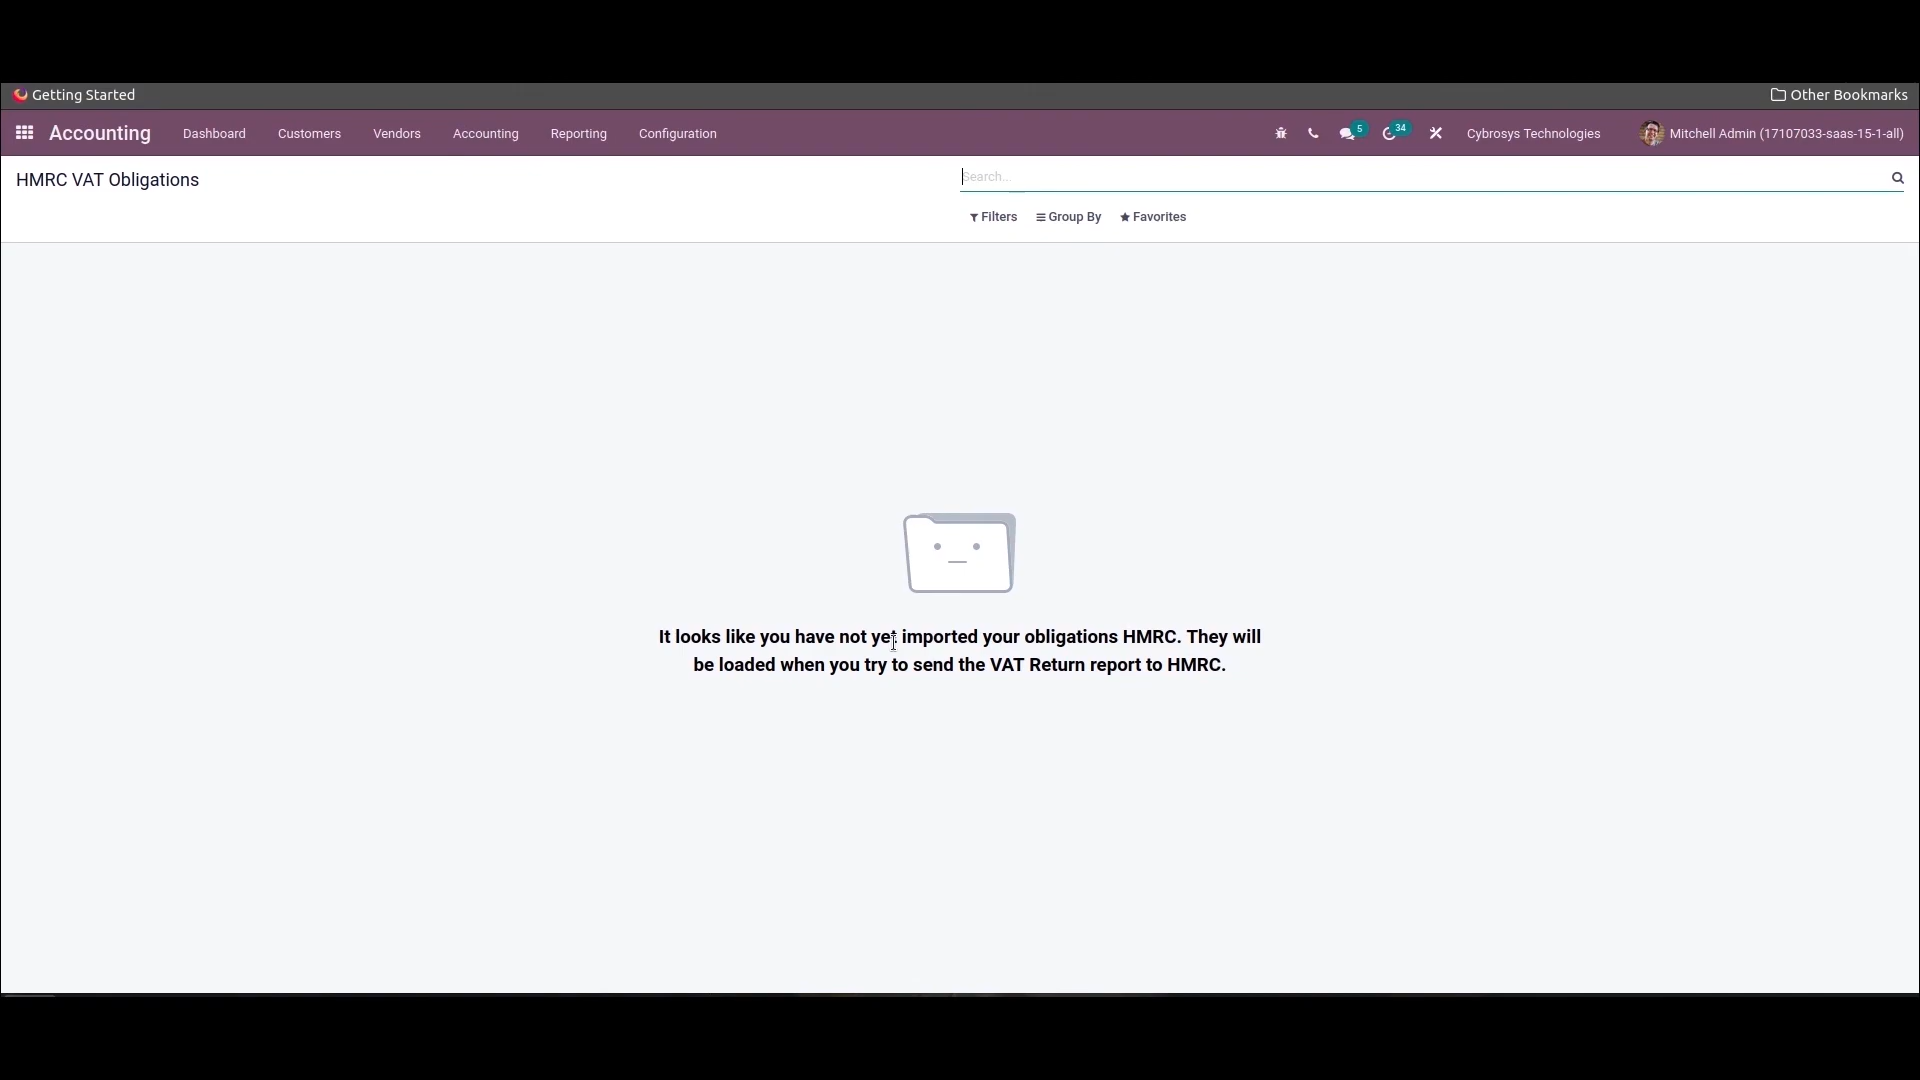 Getting Started
Other Bookmarks
Accounting Dashboard Customers Vendors Accounting Reporting Configuration 5 34 Cybrosys Technologies Mitchell Admin (17107033-saas-15-1-all)
HMRC VAT Obligations
Search...
Filters Group By Favorites
It looks like you have not yet imported your obligations HMRC. They will
be loaded when you try to send the VAT Return report to HMRC.